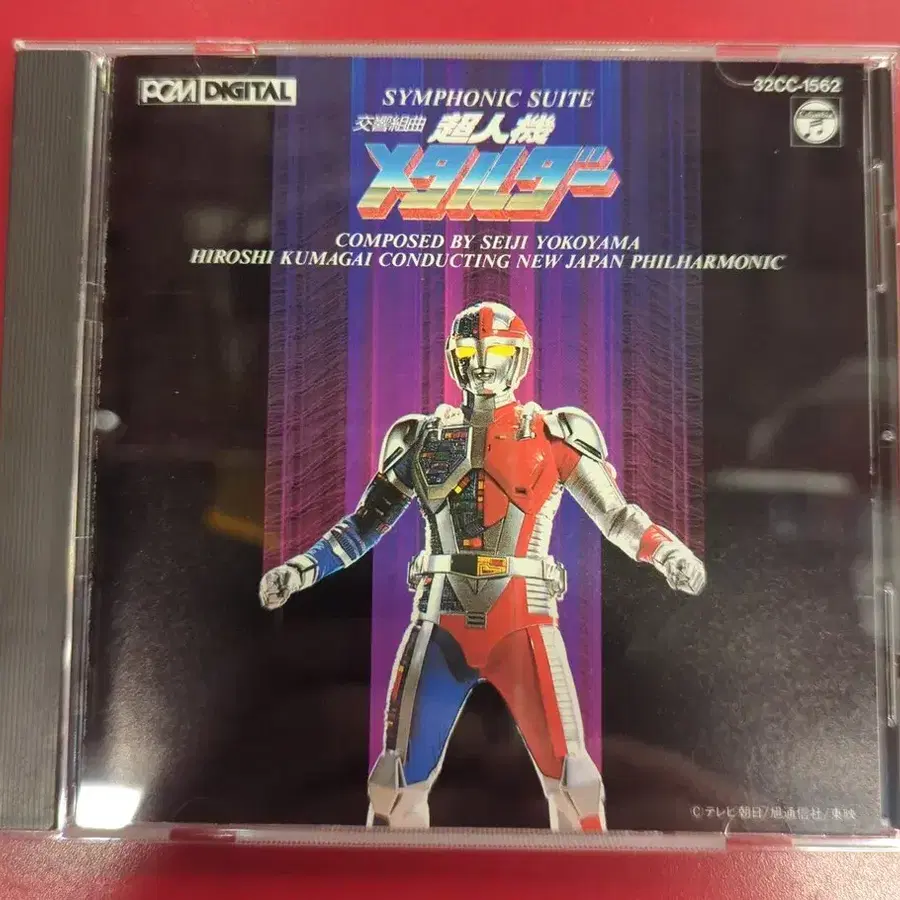 PCM DIGITAL
32CC-1562
Columbia
SYMPHONIC SUITE
交響組曲 超人機
メタルダー
COMPOSED BY SEIJI YOKOYAMA
HIROSHI KUMAGAI CONDUCTING NEW JAPAN PHILHARMONIC
©テレビ朝日/旭通信社/東映